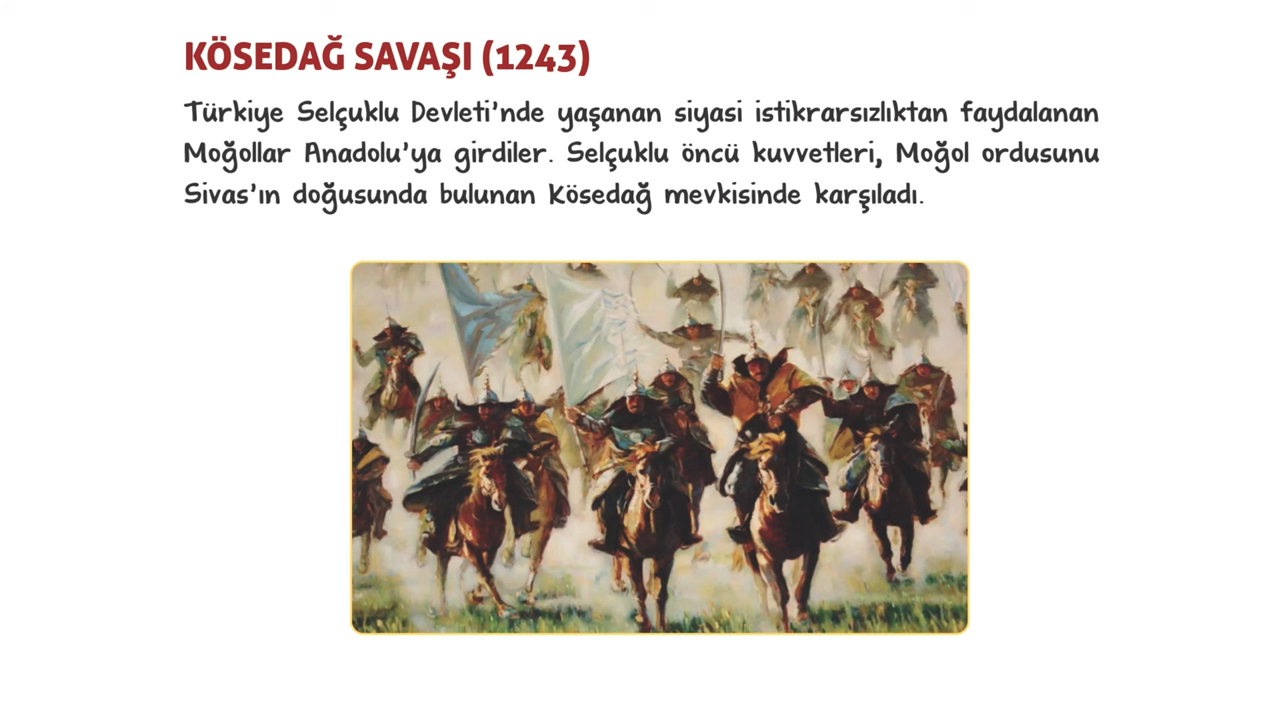 KÖSEDAĞ SAVAŞI (1243)
Türkiye Selçuklu Devleti'nde yaşanan siyasi istikrarsızlıktan faydalanan
Moğollar Anadolu'ya girdiler. Selçuklu öncü kuvvetleri, Moğol ordusunu
Sivas'ın doğusunda bulunan Kösedağ mevkisinde karşıladı.